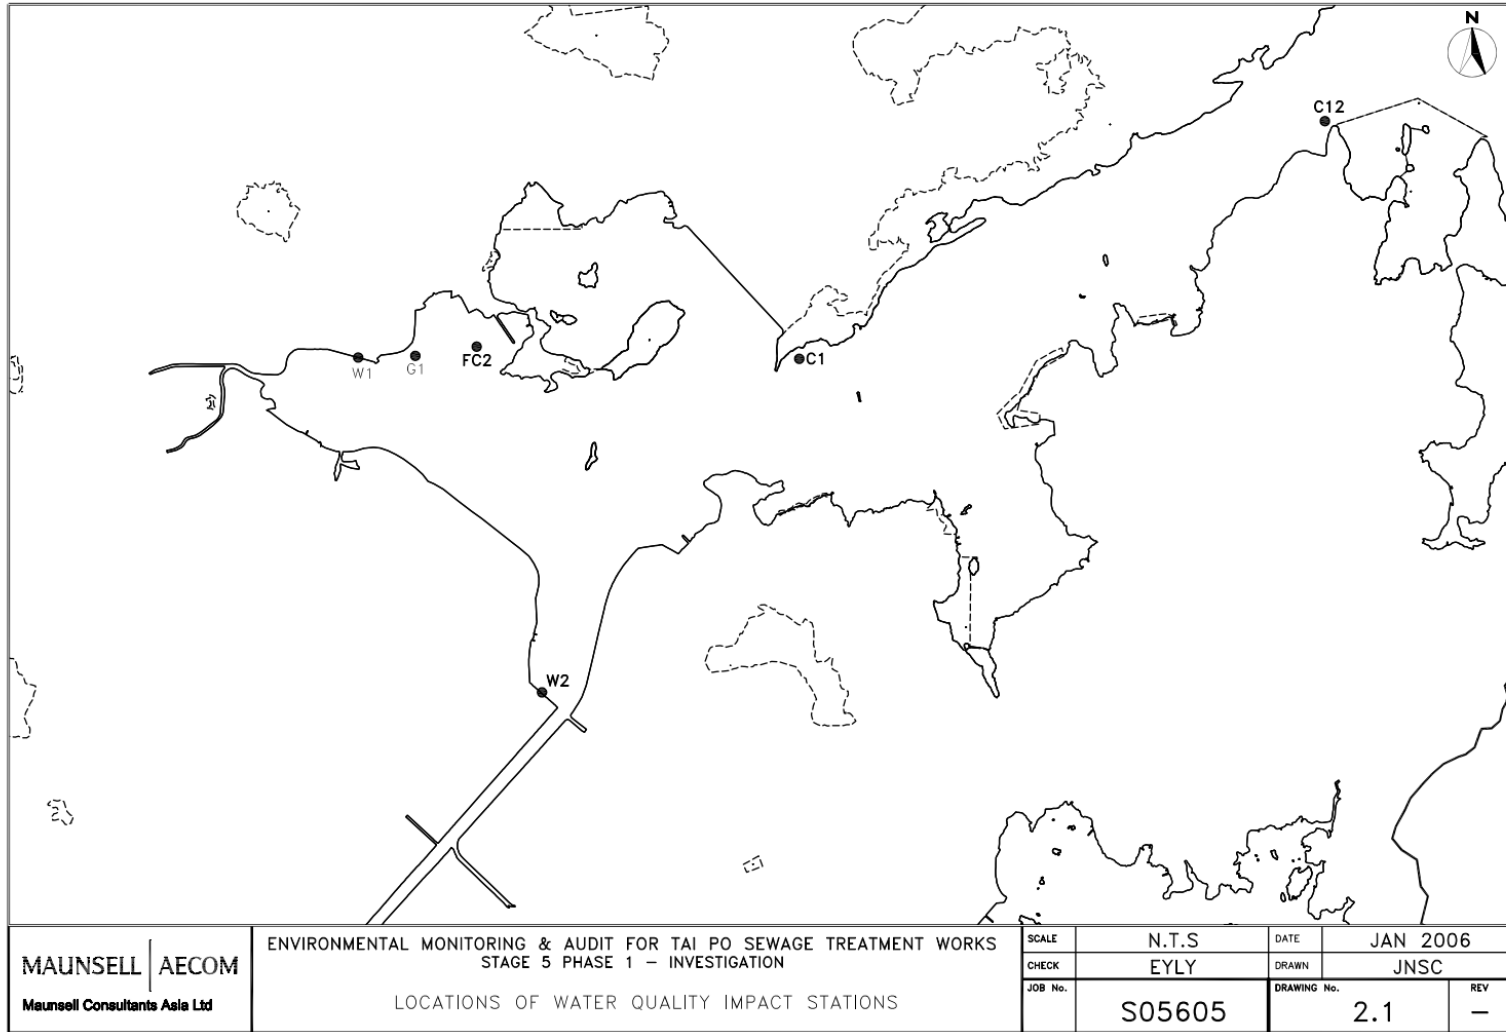 N
C12
W1
G1
FC2
C1
W2
MAUNSELL AECOM
Maunsell Consultants Asia Ltd
ENVIRONMENTAL MONITORING & AUDIT FOR TAI PO SEWAGE TREATMENT WORKS
STAGE 5 PHASE 1 – INVESTIGATION
LOCATIONS OF WATER QUALITY IMPACT STATIONS
SCALE N.T.S DATE JAN 2006
CHECK EYLY DRAWN JNSC
JOB No. S05605 DRAWING No. 2.1 REV –